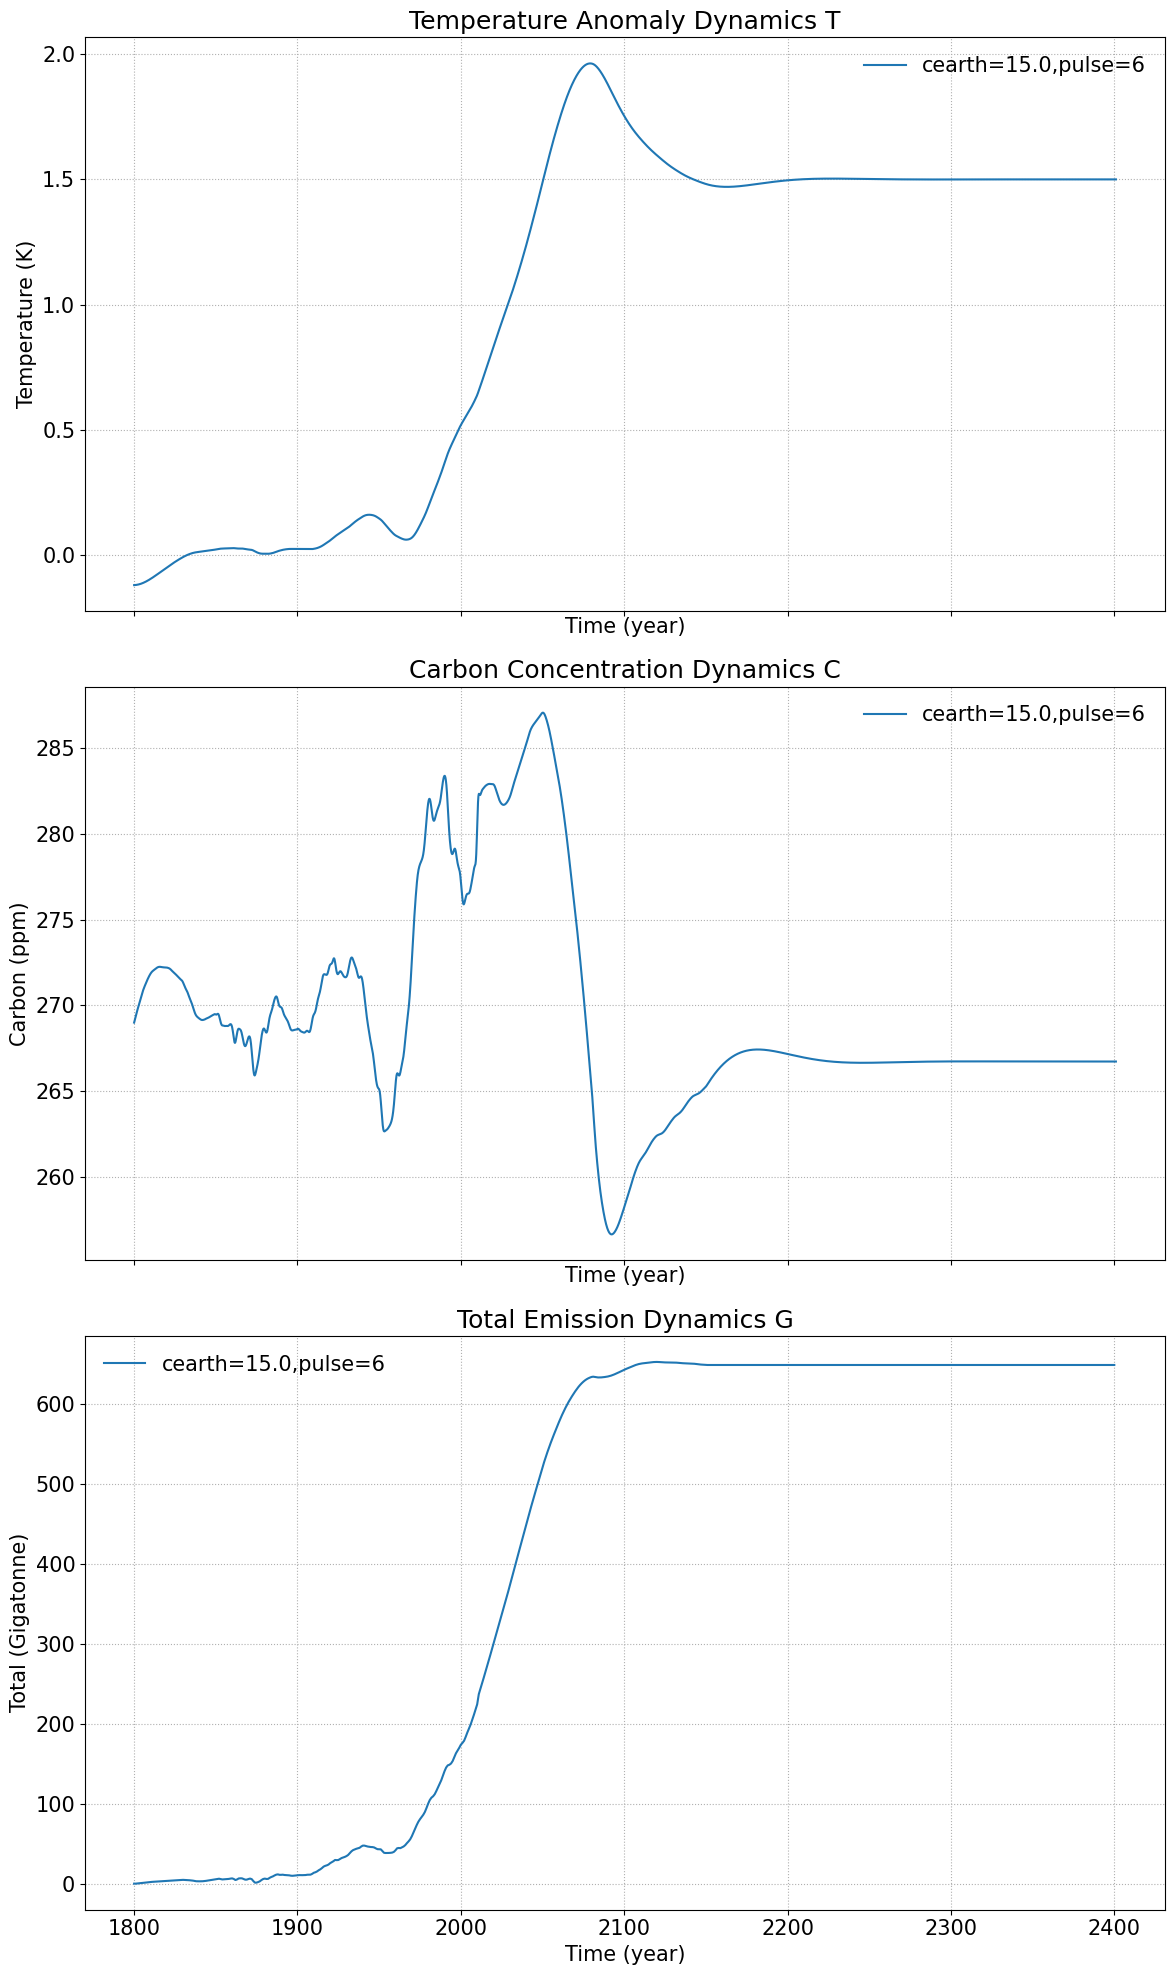 Temperature Anomaly Dynamics T
cearth=15.0,pulse=6
2.0
1.5
1.0
0.5
0.0
Temperature (K)
Time (year)
Carbon Concentration Dynamics C
cearth=15.0,pulse=6
285
280
275
270
265
260
Carbon (ppm)
Time (year)
Total Emission Dynamics G
cearth=15.0,pulse=6
600
500
400
300
200
100
0
Total (Gigatonne)
1800 1900 2000 2100 2200 2300 2400
Time (year)